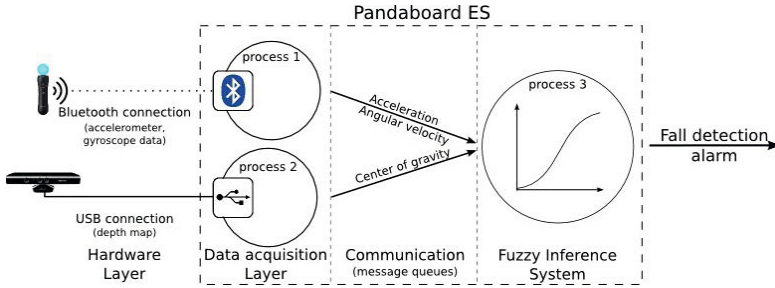 Pandaboard ES
process 1
Bluetooth connection
(accelerometer,
gyroscope data)
Acceleration
Angular velocity
process 3
Fall detection
alarm
process 2
Center of gravity
USB connection
(depth map)
Hardware
Layer
Data acquisition
Layer
Communication
(message queues)
Fuzzy Inference
System